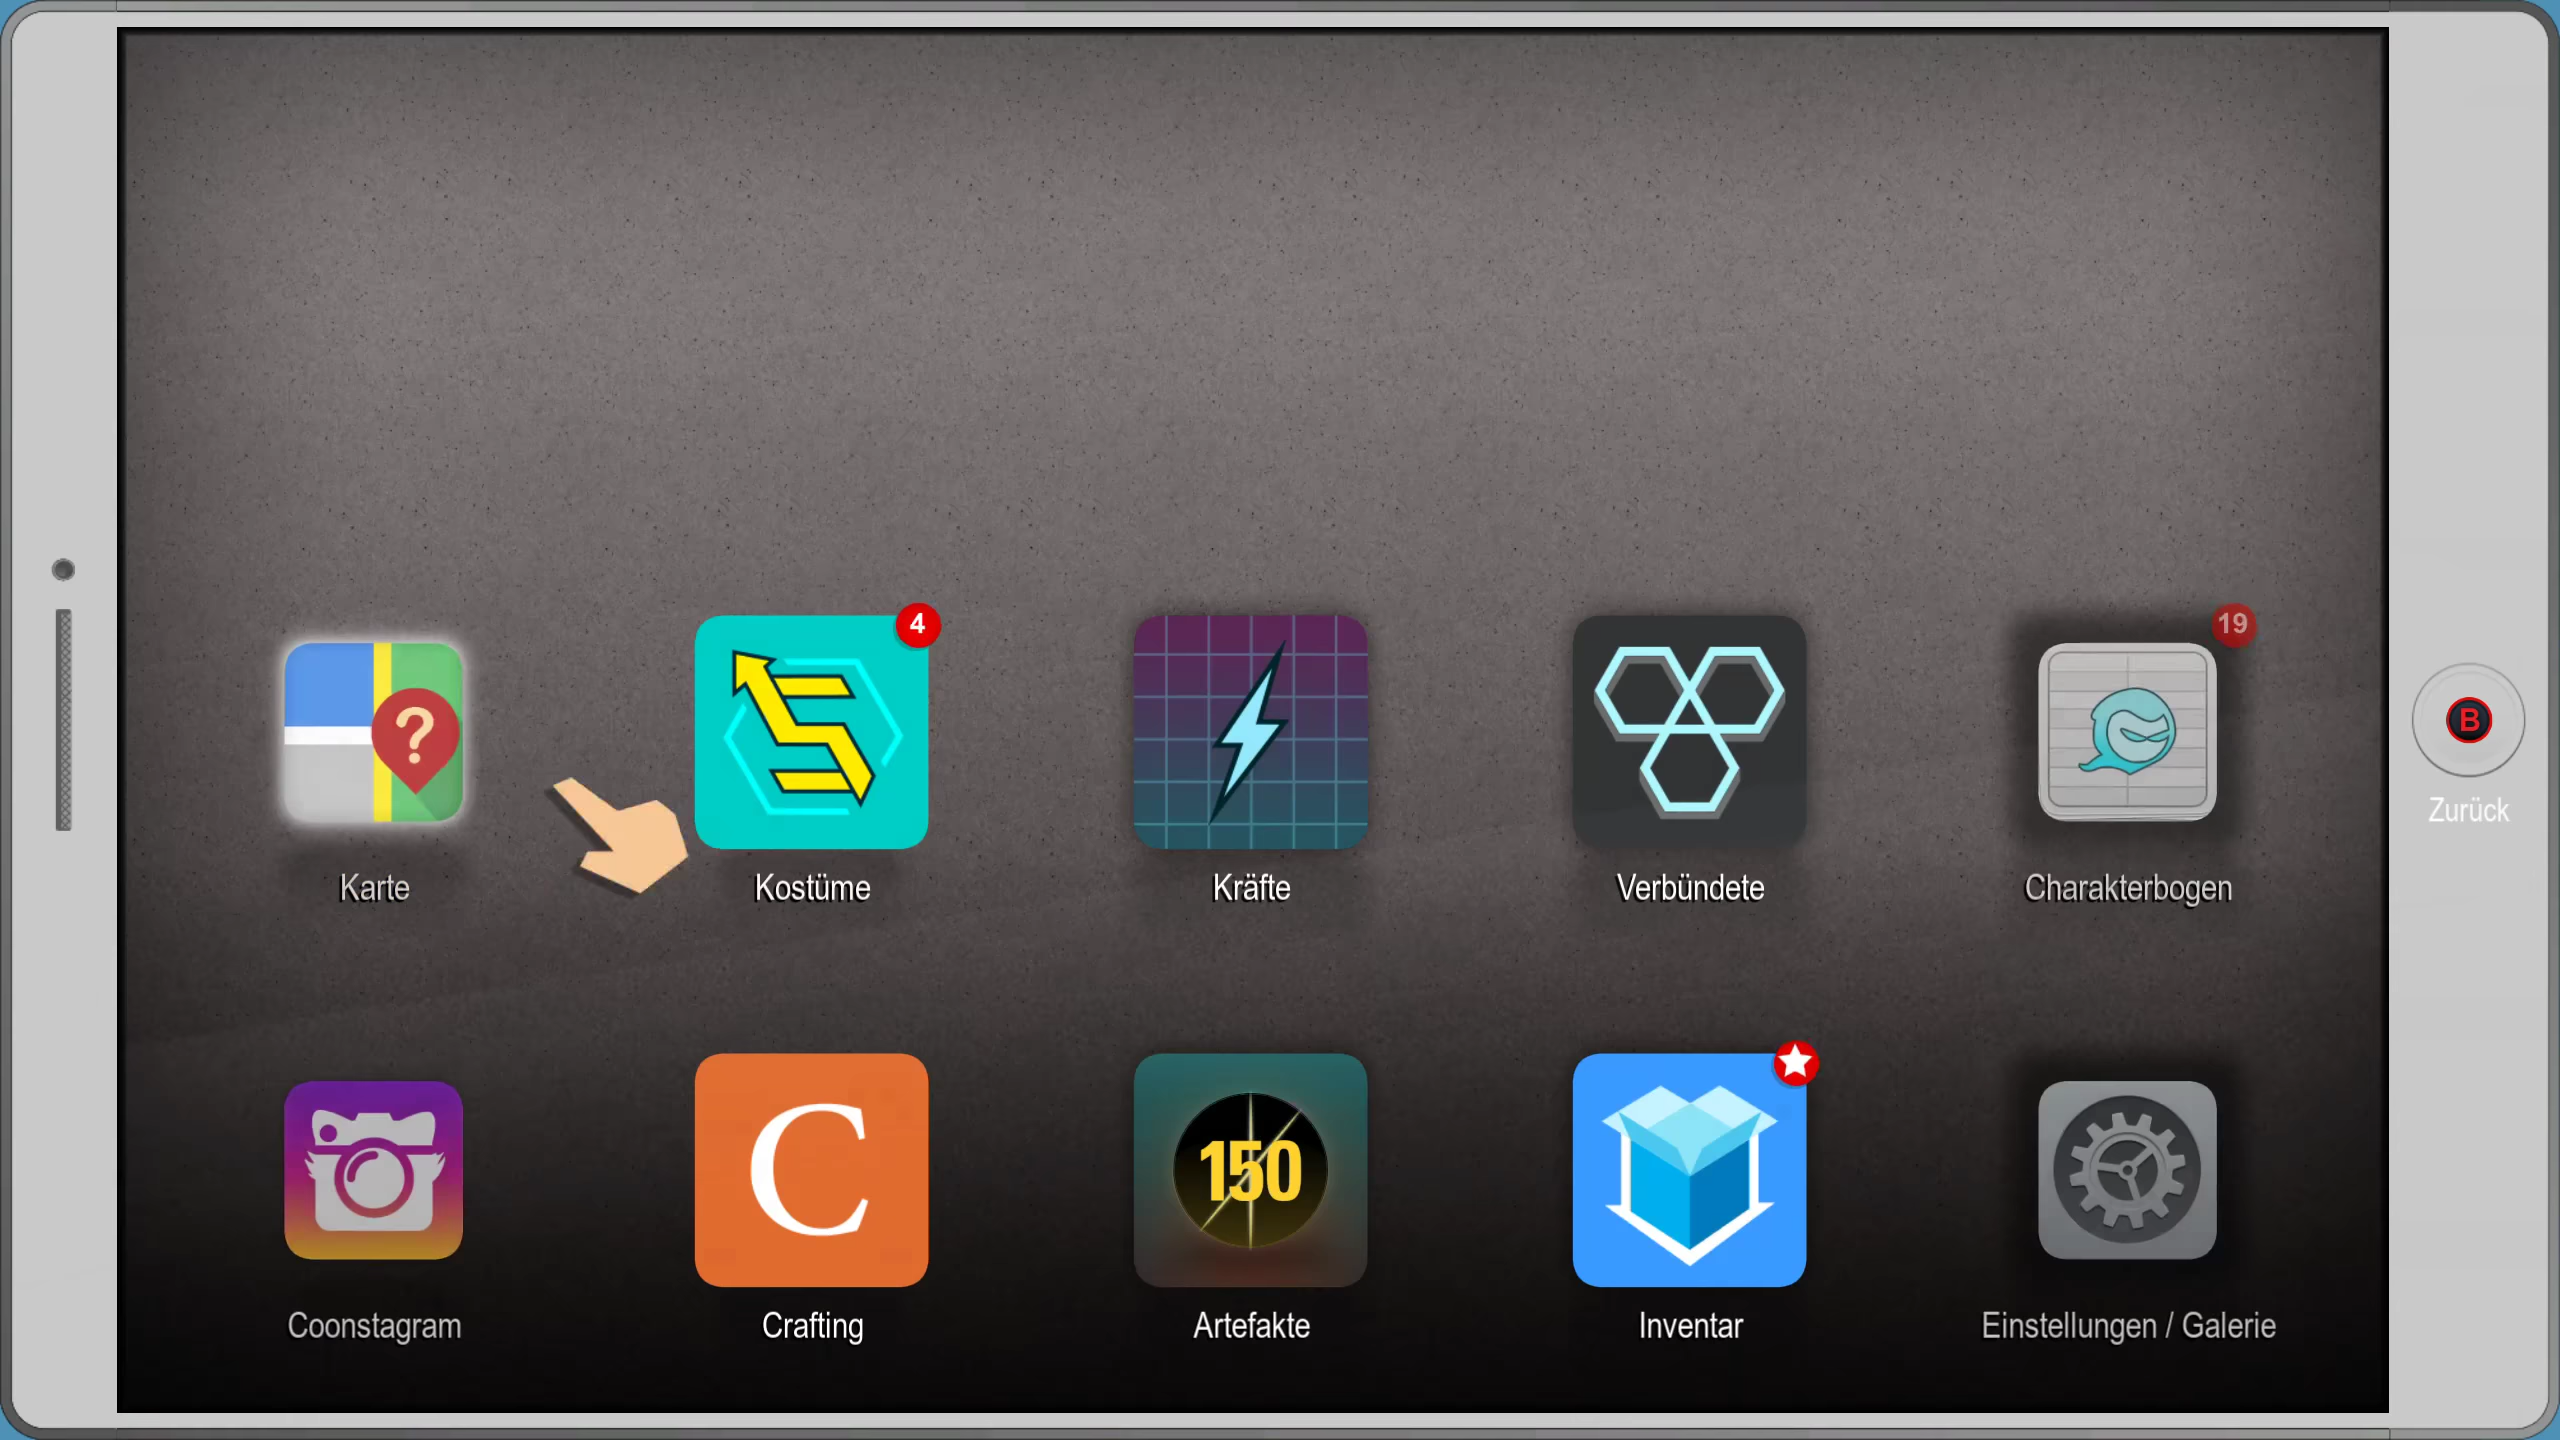 4
19
?
B
Zurück
Karte
Kostüme
Kräfte
Verbündete
Charakterbogen
C
150
Coonstagram
Crafting
Artefakte
Inventar
Einstellungen / Galerie